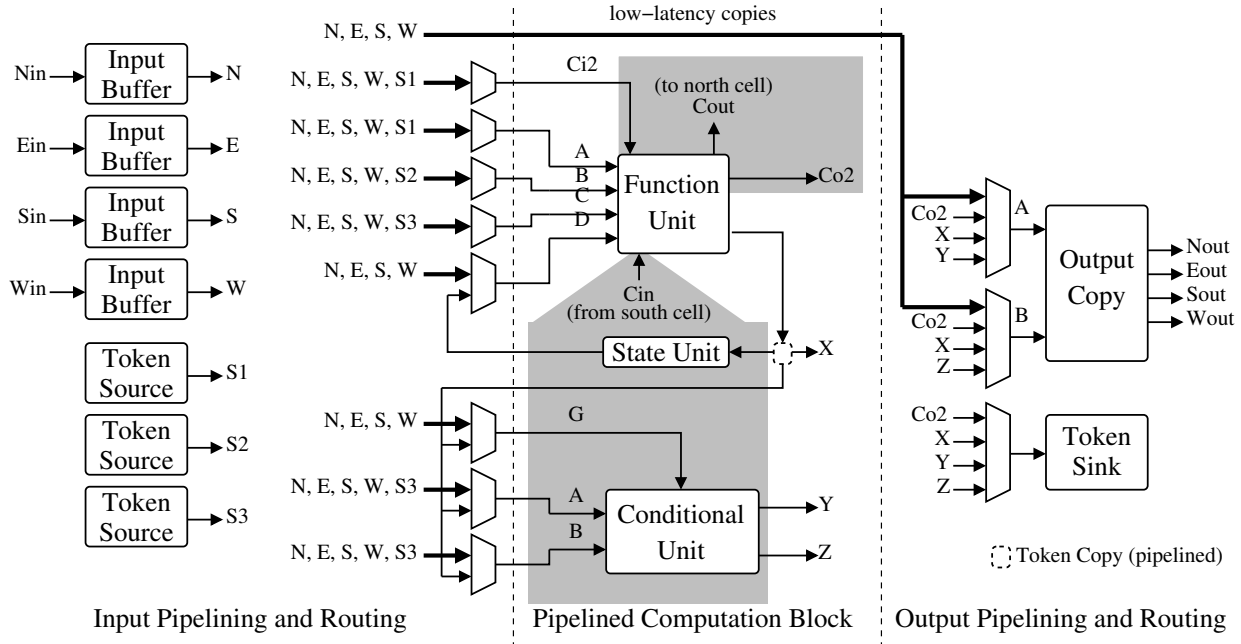 low-latency copies
N, E, S, W
Nin
Input
Buffer
N
Ein
Input
Buffer
E
Sin
Input
Buffer
S
Win
Input
Buffer
W
Token
Source
S1
Token
Source
S2
Token
Source
S3
N, E, S, W, S1
N, E, S, W, S1
N, E, S, W, S2
N, E, S, W, S3
N, E, S, W
N, E, S, W
N, E, S, W, S3
N, E, S, W, S3
Input Pipelining and Routing
Ci2
(to north cell)
Cout
A
B
C
D
Function
Unit
Co2
Cin
(from south cell)
State Unit
X
G
A
B
Conditional
Unit
Y
Z
Pipelined Computation Block
Co2
X
Y
A
Co2
X
Z
B
Output
Copy
Nout
Eout
Sout
Wout
Co2
X
Y
Z
Token
Sink
Token Copy (pipelined)
Output Pipelining and Routing